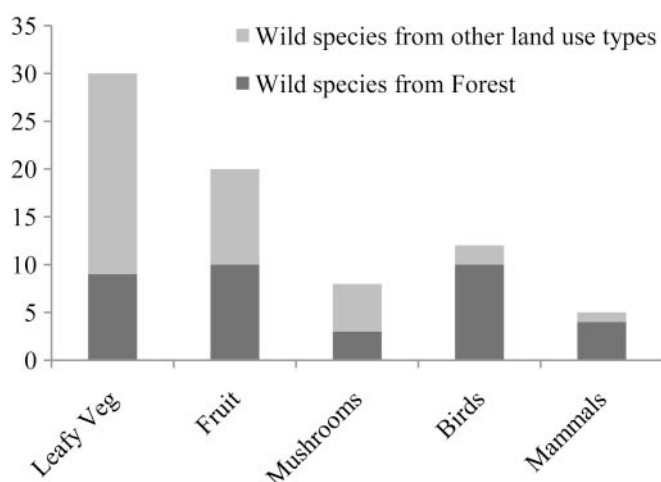 35
30
25
20
15
10
5
0
Wild species from other land use types
Wild species from Forest
Leafy Veg
Fruit
Mushrooms
Birds
Mammals